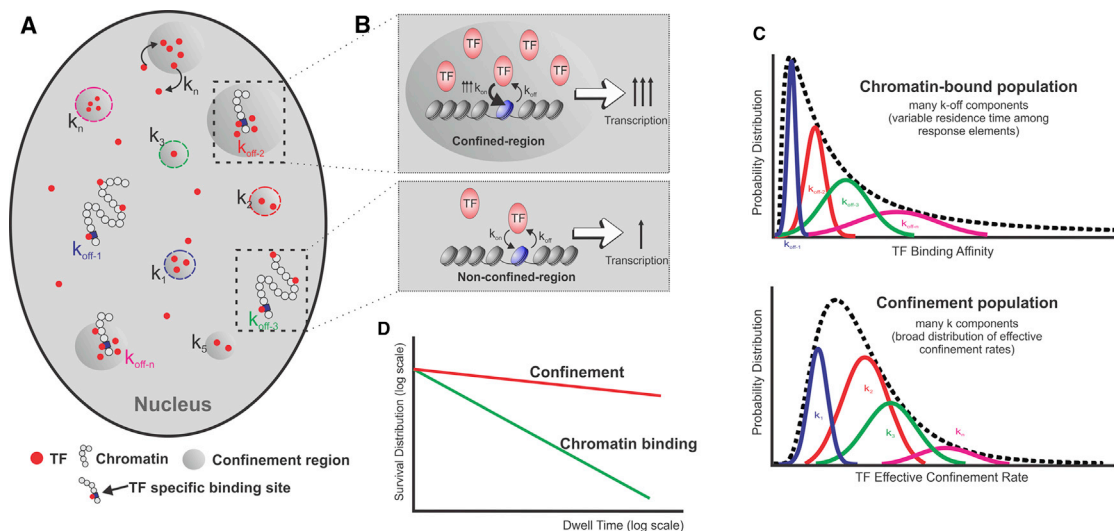 A
k_n
k_n
k_3
k_off-2
k_2
k_off-1
k_1
k_off-3
k_off-n
k_5
Nucleus
TF
Chromatin
Confinement region
TF specific binding site
B
TF
TF
TF
TF
TF
k_on
k_off
Confined-region
Transcription
TF
TF
k_on
k_off
Non-confined-region
Transcription
C
Probability Distribution
Chromatin-bound population
many k-off components
(variable residence time among
response elements)
k_off-2
k_off-3
k_off-n
k_off-1
TF Binding Affinity
Probability Distribution
Confinement population
many k components
(broad distribution of effective
confinement rates)
k_1
k_2
k_3
k_n
TF Effective Confinement Rate
D
Survival Distribution (log scale)
Confinement
Chromatin binding
Dwell Time (log scale)